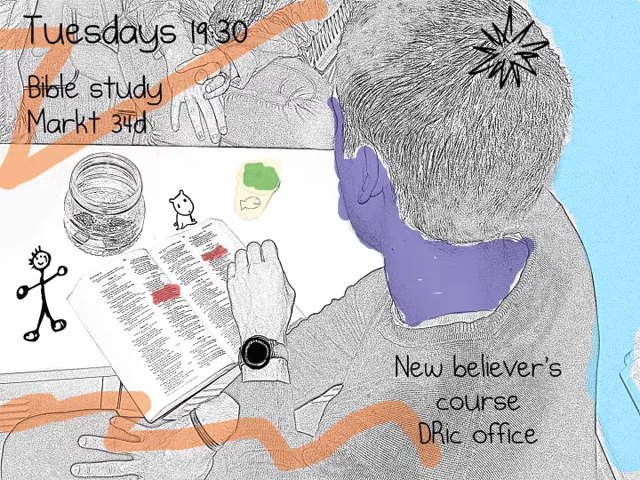 Tuesdays 19:30
Bible study
Markt 34d
New believer's
course
DRic office